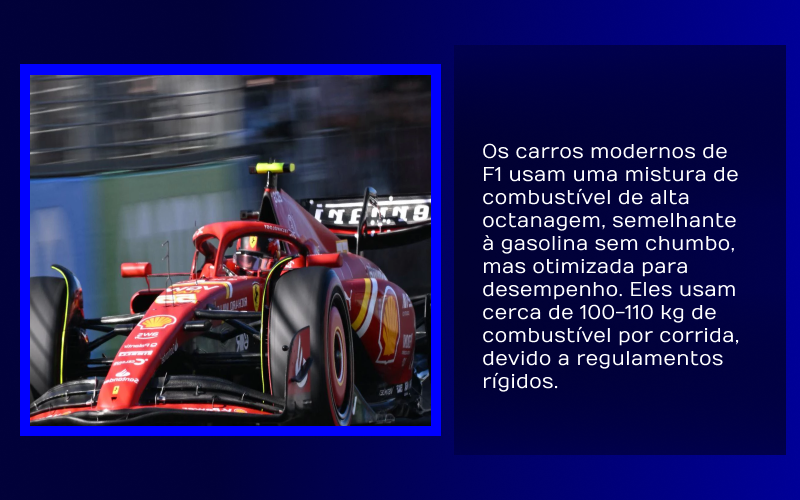 Os carros modernos de
F1 usam uma mistura de
combustível de alta
octanagem, semelhante
à gasolina sem chumbo,
mas otimizada para
desempenho. Eles usam
cerca de 100–110 kg de
combustível por corrida,
devido a regulamentos
rígidos.